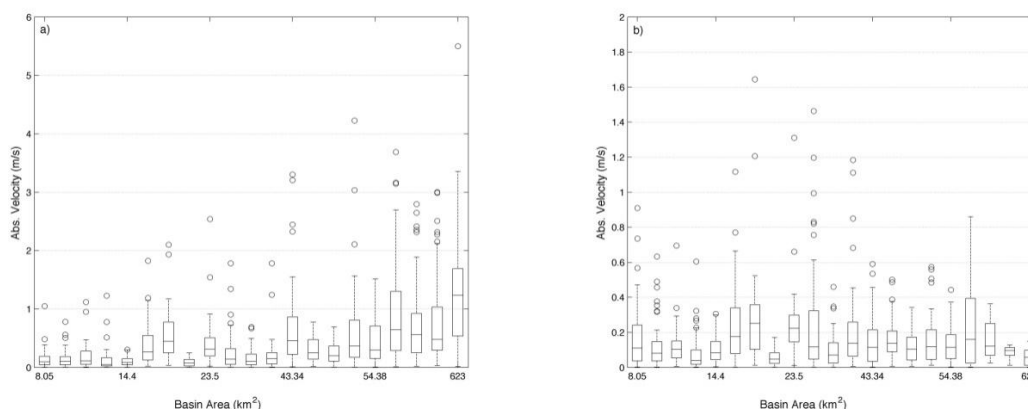 a)
Abs. Velocity (m/s)
6
5
4
3
2
1
0
8.05 14.4 23.5 43.34 54.38 623
Basin Area (km²)
b)
Abs. Velocity (m/s)
2
1.8
1.6
1.4
1.2
1
0.8
0.6
0.4
0.2
0
8.05 14.4 23.5 43.34 54.38 62
Basin Area (km²)